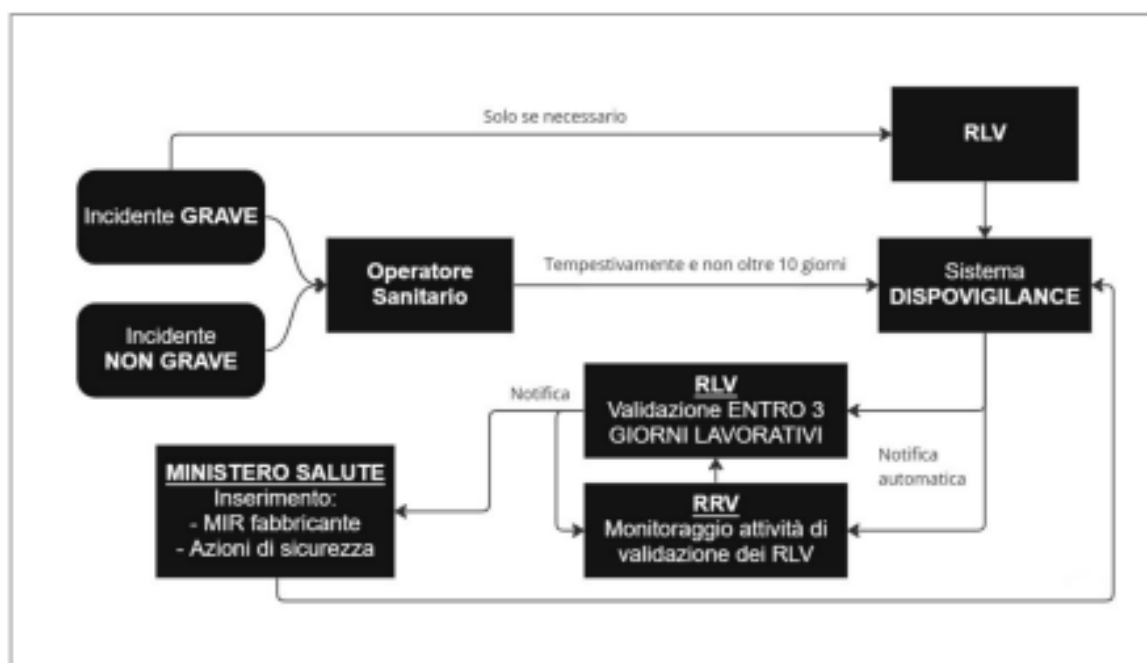 Solo se necessario
RLV
Incidente GRAVE
Operatore
Sanitario
Tempestivamente e non oltre 10 giorni
Sistema
DISPOVIGILANCE
Incidente
NON GRAVE
RLV
Validazione ENTRO 3
GIORNI LAVORATIVI
Notifica
Notifica
automatica
MINISTERO SALUTE
Inserimento:
- MIR fabbricante
- Azioni di sicurezza
RRV
Monitoraggio attività di
validazione dei RLV